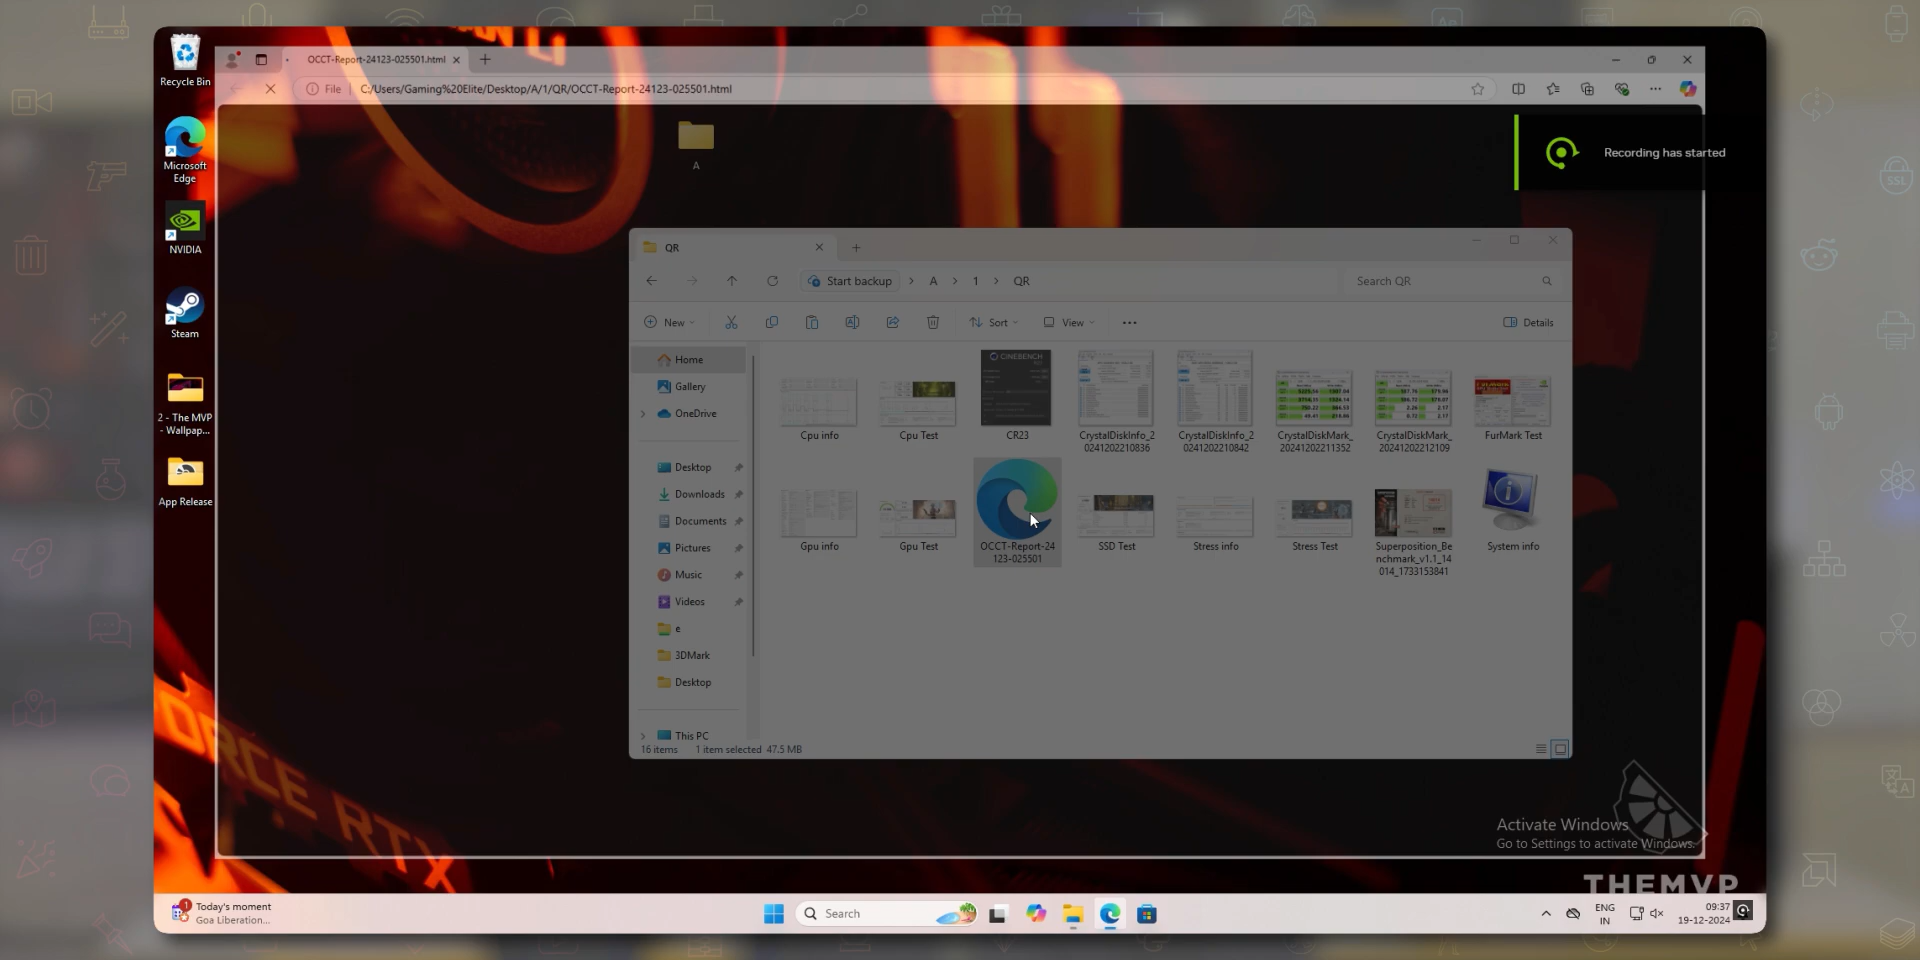 Recycle Bin
Microsoft
Edge
NVIDIA
Steam
2 - The MVP
- Wallpap...
App Release
OCCT-Report-24123-025501.html
File
C:/Users/Gaming%20Elite/Desktop/A/1/QR/OCCT-Report-24123-025501.html
A
Recording has started
QR
Start backup > A > 1 > QR
Search QR
New
Sort
View
Details
Home
Gallery
OneDrive
Desktop
Downloads
Documents
Pictures
Music
Videos
e
3DMark
Desktop
This PC
CINEBENCH
Cpu info
Cpu Test
CR23
CrystalDiskInfo_2
0241202210836
CrystalDiskInfo_2
0241202210842
CrystalDiskMark_
20241202211352
CrystalDiskMark_
20241202212109
FurMark Test
Gpu info
Gpu Test
OCCT-Report-24
123-025501
SSD Test
Stress info
Stress Test
Superposition_Be
nchmark_v1.1_14
014_1733153841
System info
16 items
1 item selected 47.5 MB
ORCE RTX
Activate Windows
Go to Settings to activate Windows.
THEMVP
1
Today's moment
Goa Liberation...
Search
ENG
IN
09:37
19-12-2024
SSL